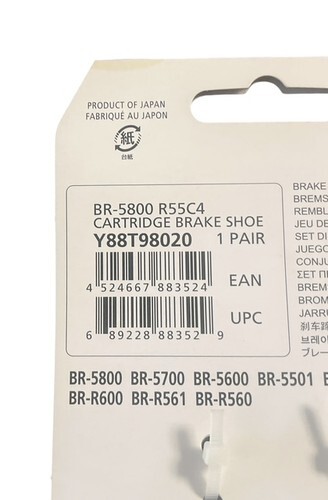 PRODUCT OF JAPAN
FABRIQUÉ AU JAPON
紙
台紙
BR-5800 R55C4
CARTRIDGE BRAKE SHOE
Y88T98020 1 PAIR
4 524667 883524 EAN
6 89228 88352 9 UPC
BR-5800 BR-5700 BR-5600 BR-5501
BR-R600 BR-R561 BR-R560
BRAKE
BREMS
REMBL
JEU DE
SET DI
JUEGO
CONJU
ΣΕΤ ΠΕ
BREM
BROM
JARRU
刹车蹄
브레이
ブレー